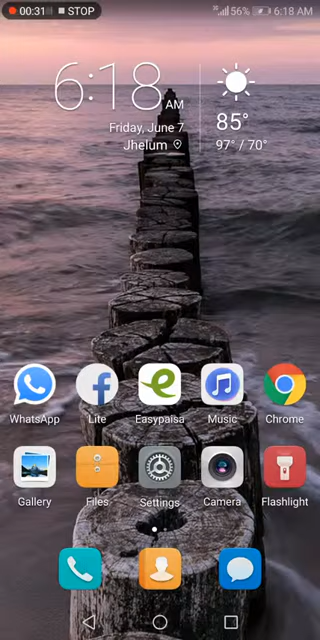 00:31 STOP 56% 6:18 AM
6:18 AM
Friday, June 7
Jhelum
85°
97° / 70°
WhatsApp Lite Easypaisa Music Chrome
Gallery Files Settings Camera Flashlight